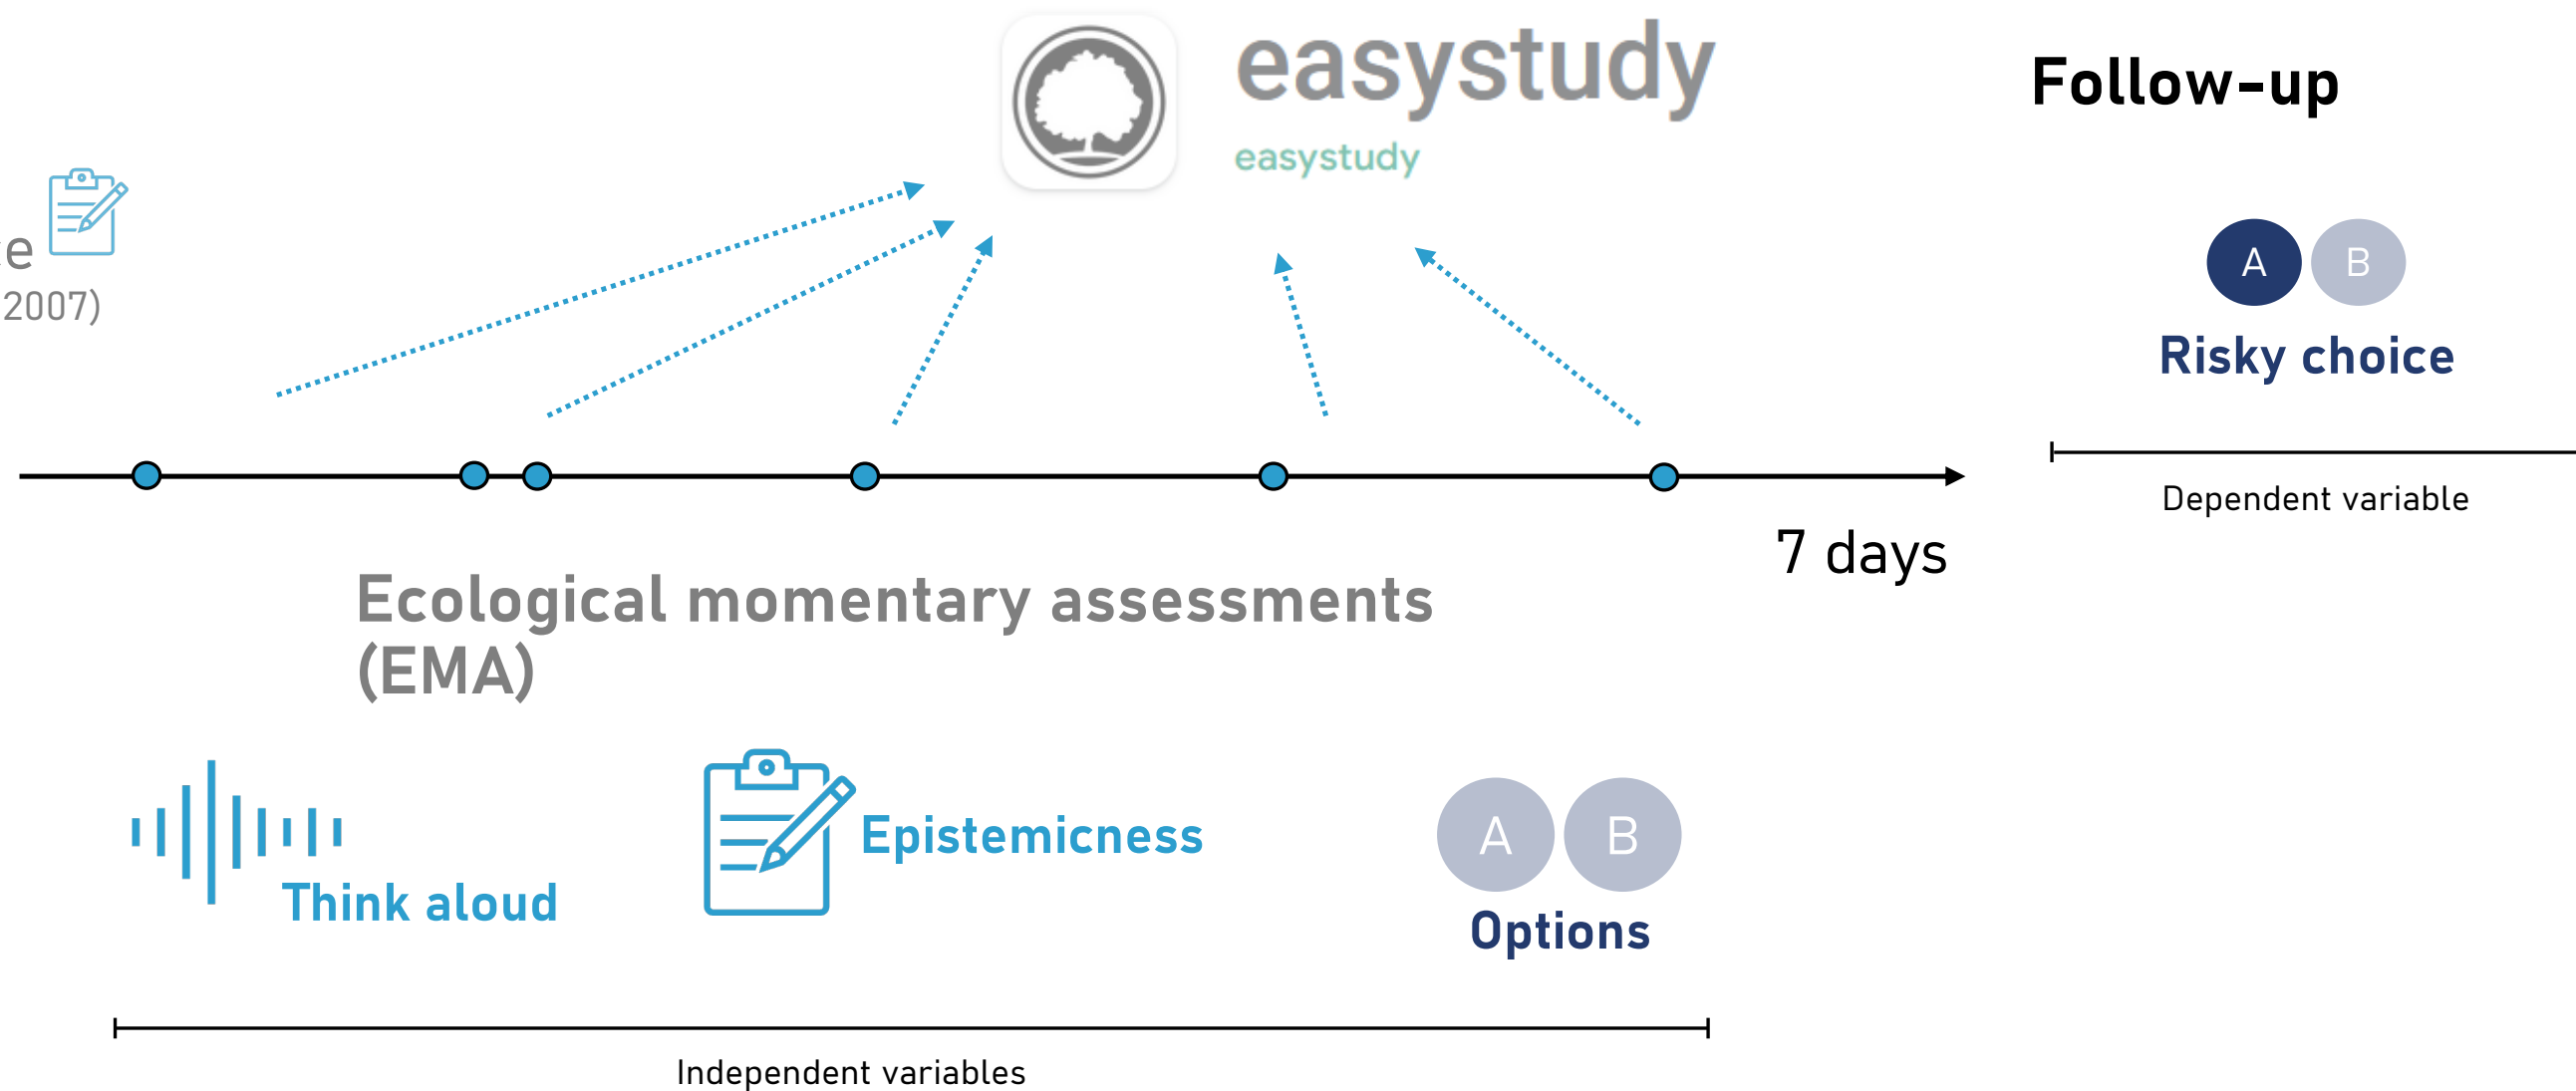 easystudy
easystudy
Follow-up
2007)
A B
Risky choice
Dependent variable
7 days
Ecological momentary assessments
(EMA)
Think aloud
Epistemicness
A B
Options
Independent variables